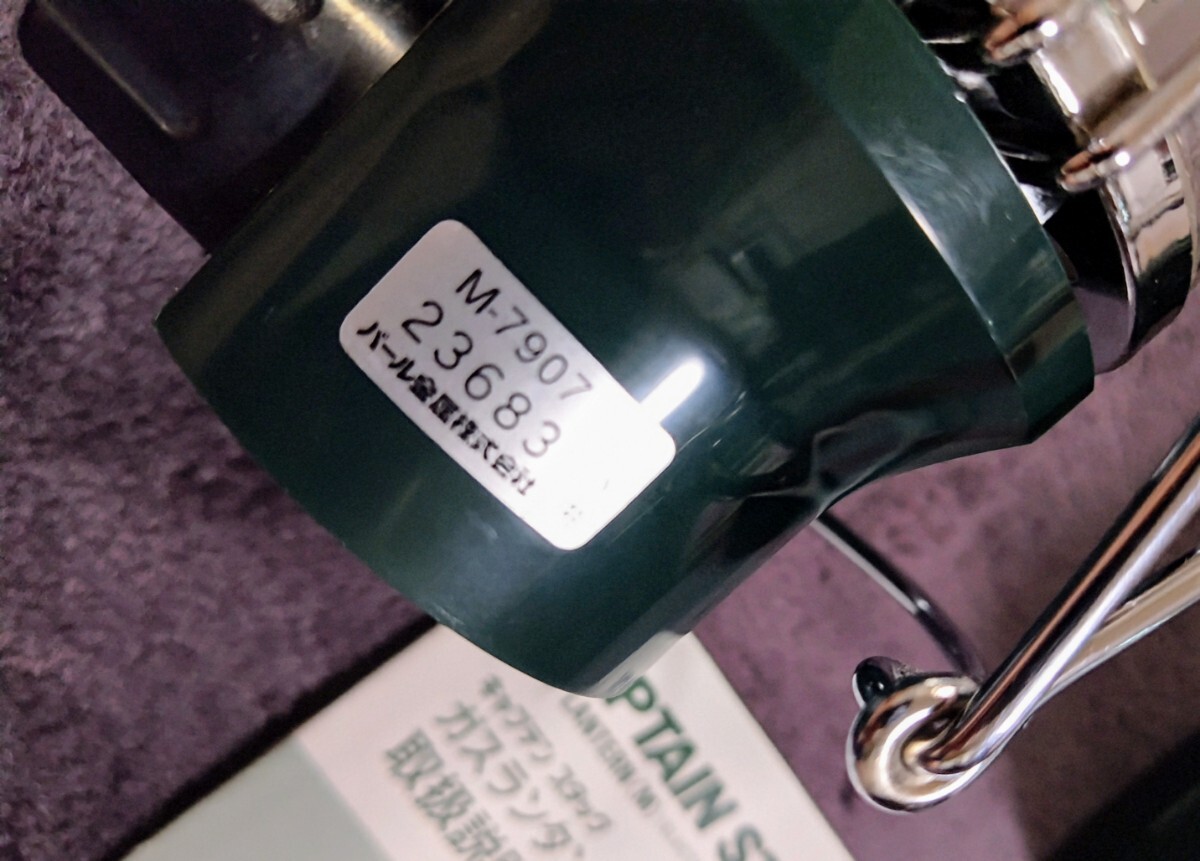 M-7907
23683
パール金属株式会社
PTAIN S
LANTERN(M)
キャプテン スタッグ
ガスランタ
取扱説